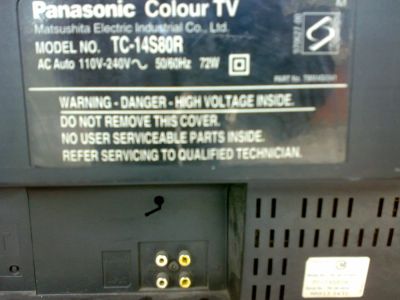 Panasonic Colour TV
Matsushita Electric Industrial Co., Ltd.
MODEL NO. TC-14S80R
AC Auto 110V-240V∼ 50/60Hz 72W
PART No.
WARNING - DANGER - HIGH VOLTAGE INSIDE.
DO NOT REMOVE THIS COVER.
NO USER SERVICEABLE PARTS INSIDE.
REFER SERVICING TO QUALIFIED TECHNICIAN.